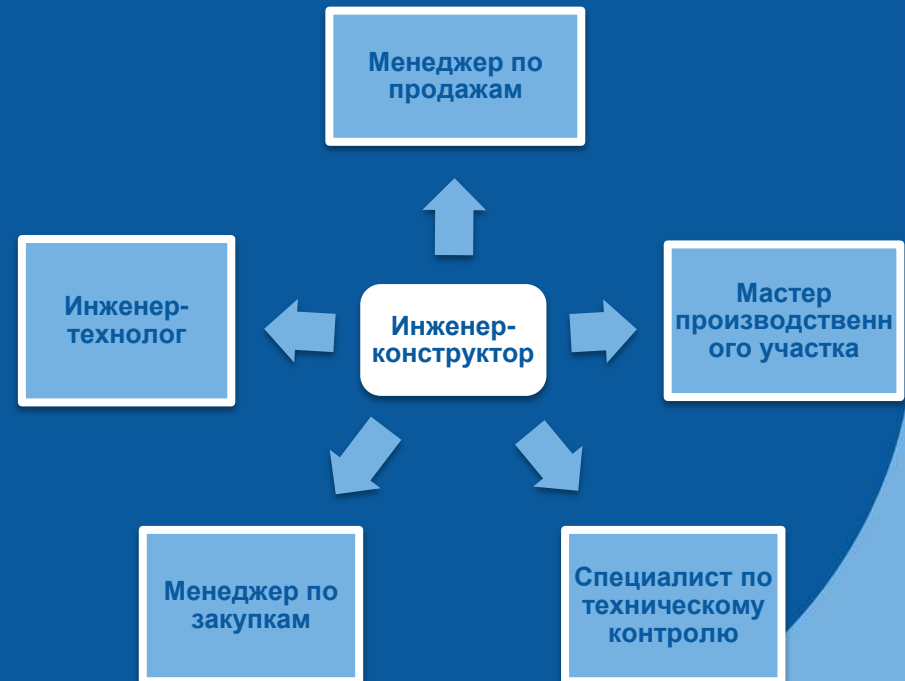 Менеджер по
продажам
Инженер-
технолог
Инженер-
конструктор
Мастер
производственн
ого участка
Менеджер по
закупкам
Специалист по
техническому
контролю